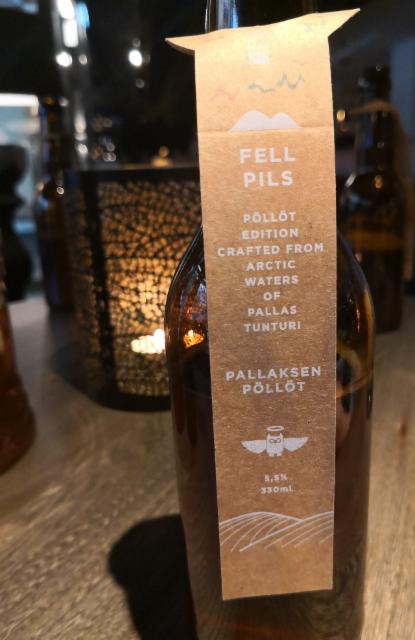 FELL
PILS
PÖLLÖT
EDITION
CRAFTED FROM
ARCTIC
WATERS
OF
PALLAS
TUNTURI
PALLAKSEN
PÖLLÖT
5,5%
330ml